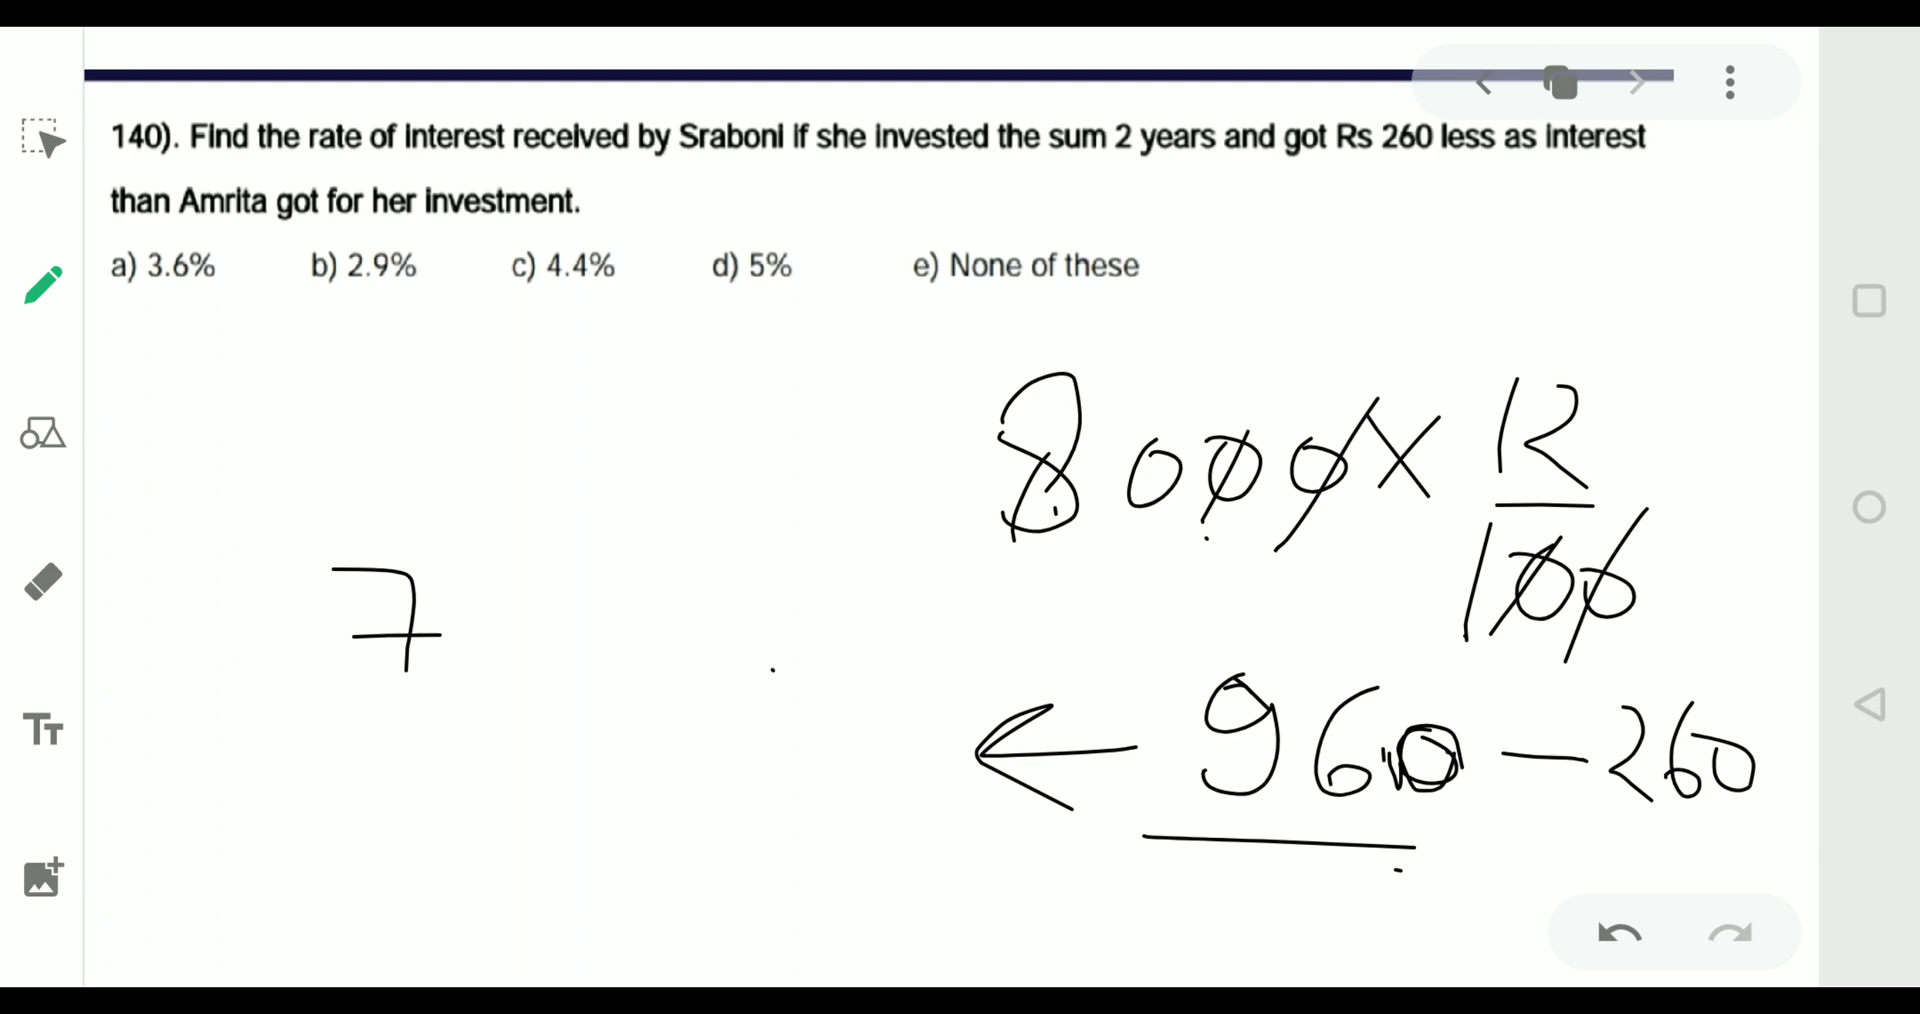 140). Find the rate of interest received by Sraboni if she invested the sum 2 years and got Rs 260 less as interest
than Amrita got for her investment.
a) 3.6% b) 2.9% c) 4.4% d) 5% e) None of these
8000 × R
100
7
← 960 - 260
Tт